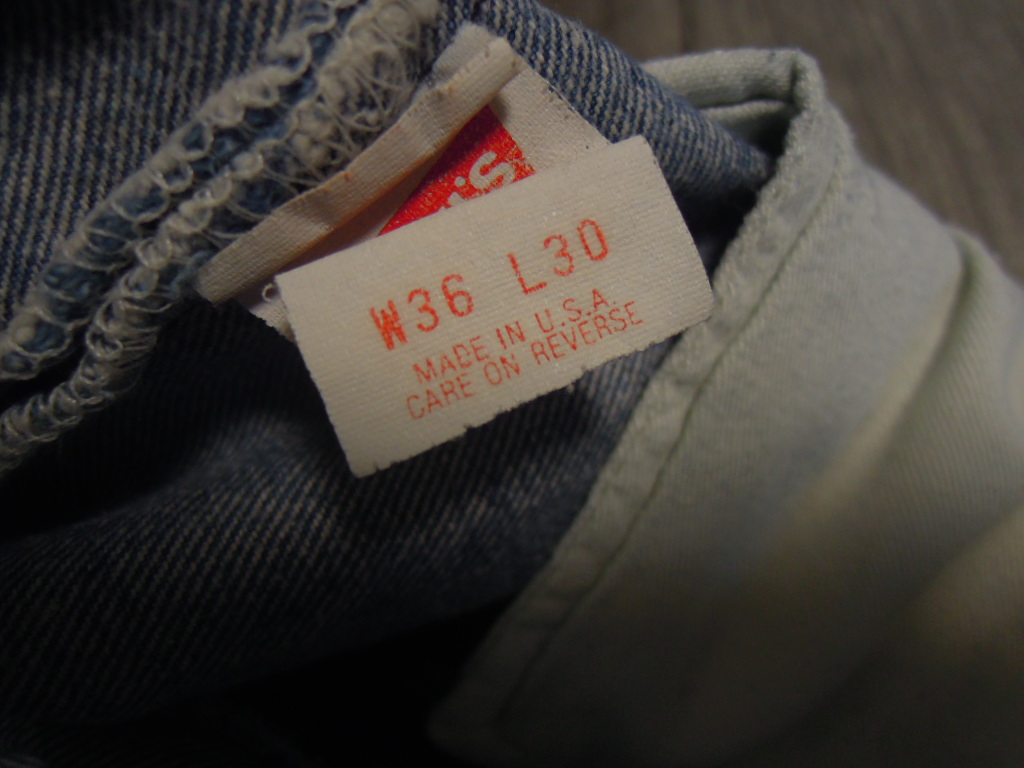 's
W36 L30
MADE IN U.S.A.
CARE ON REVERSE